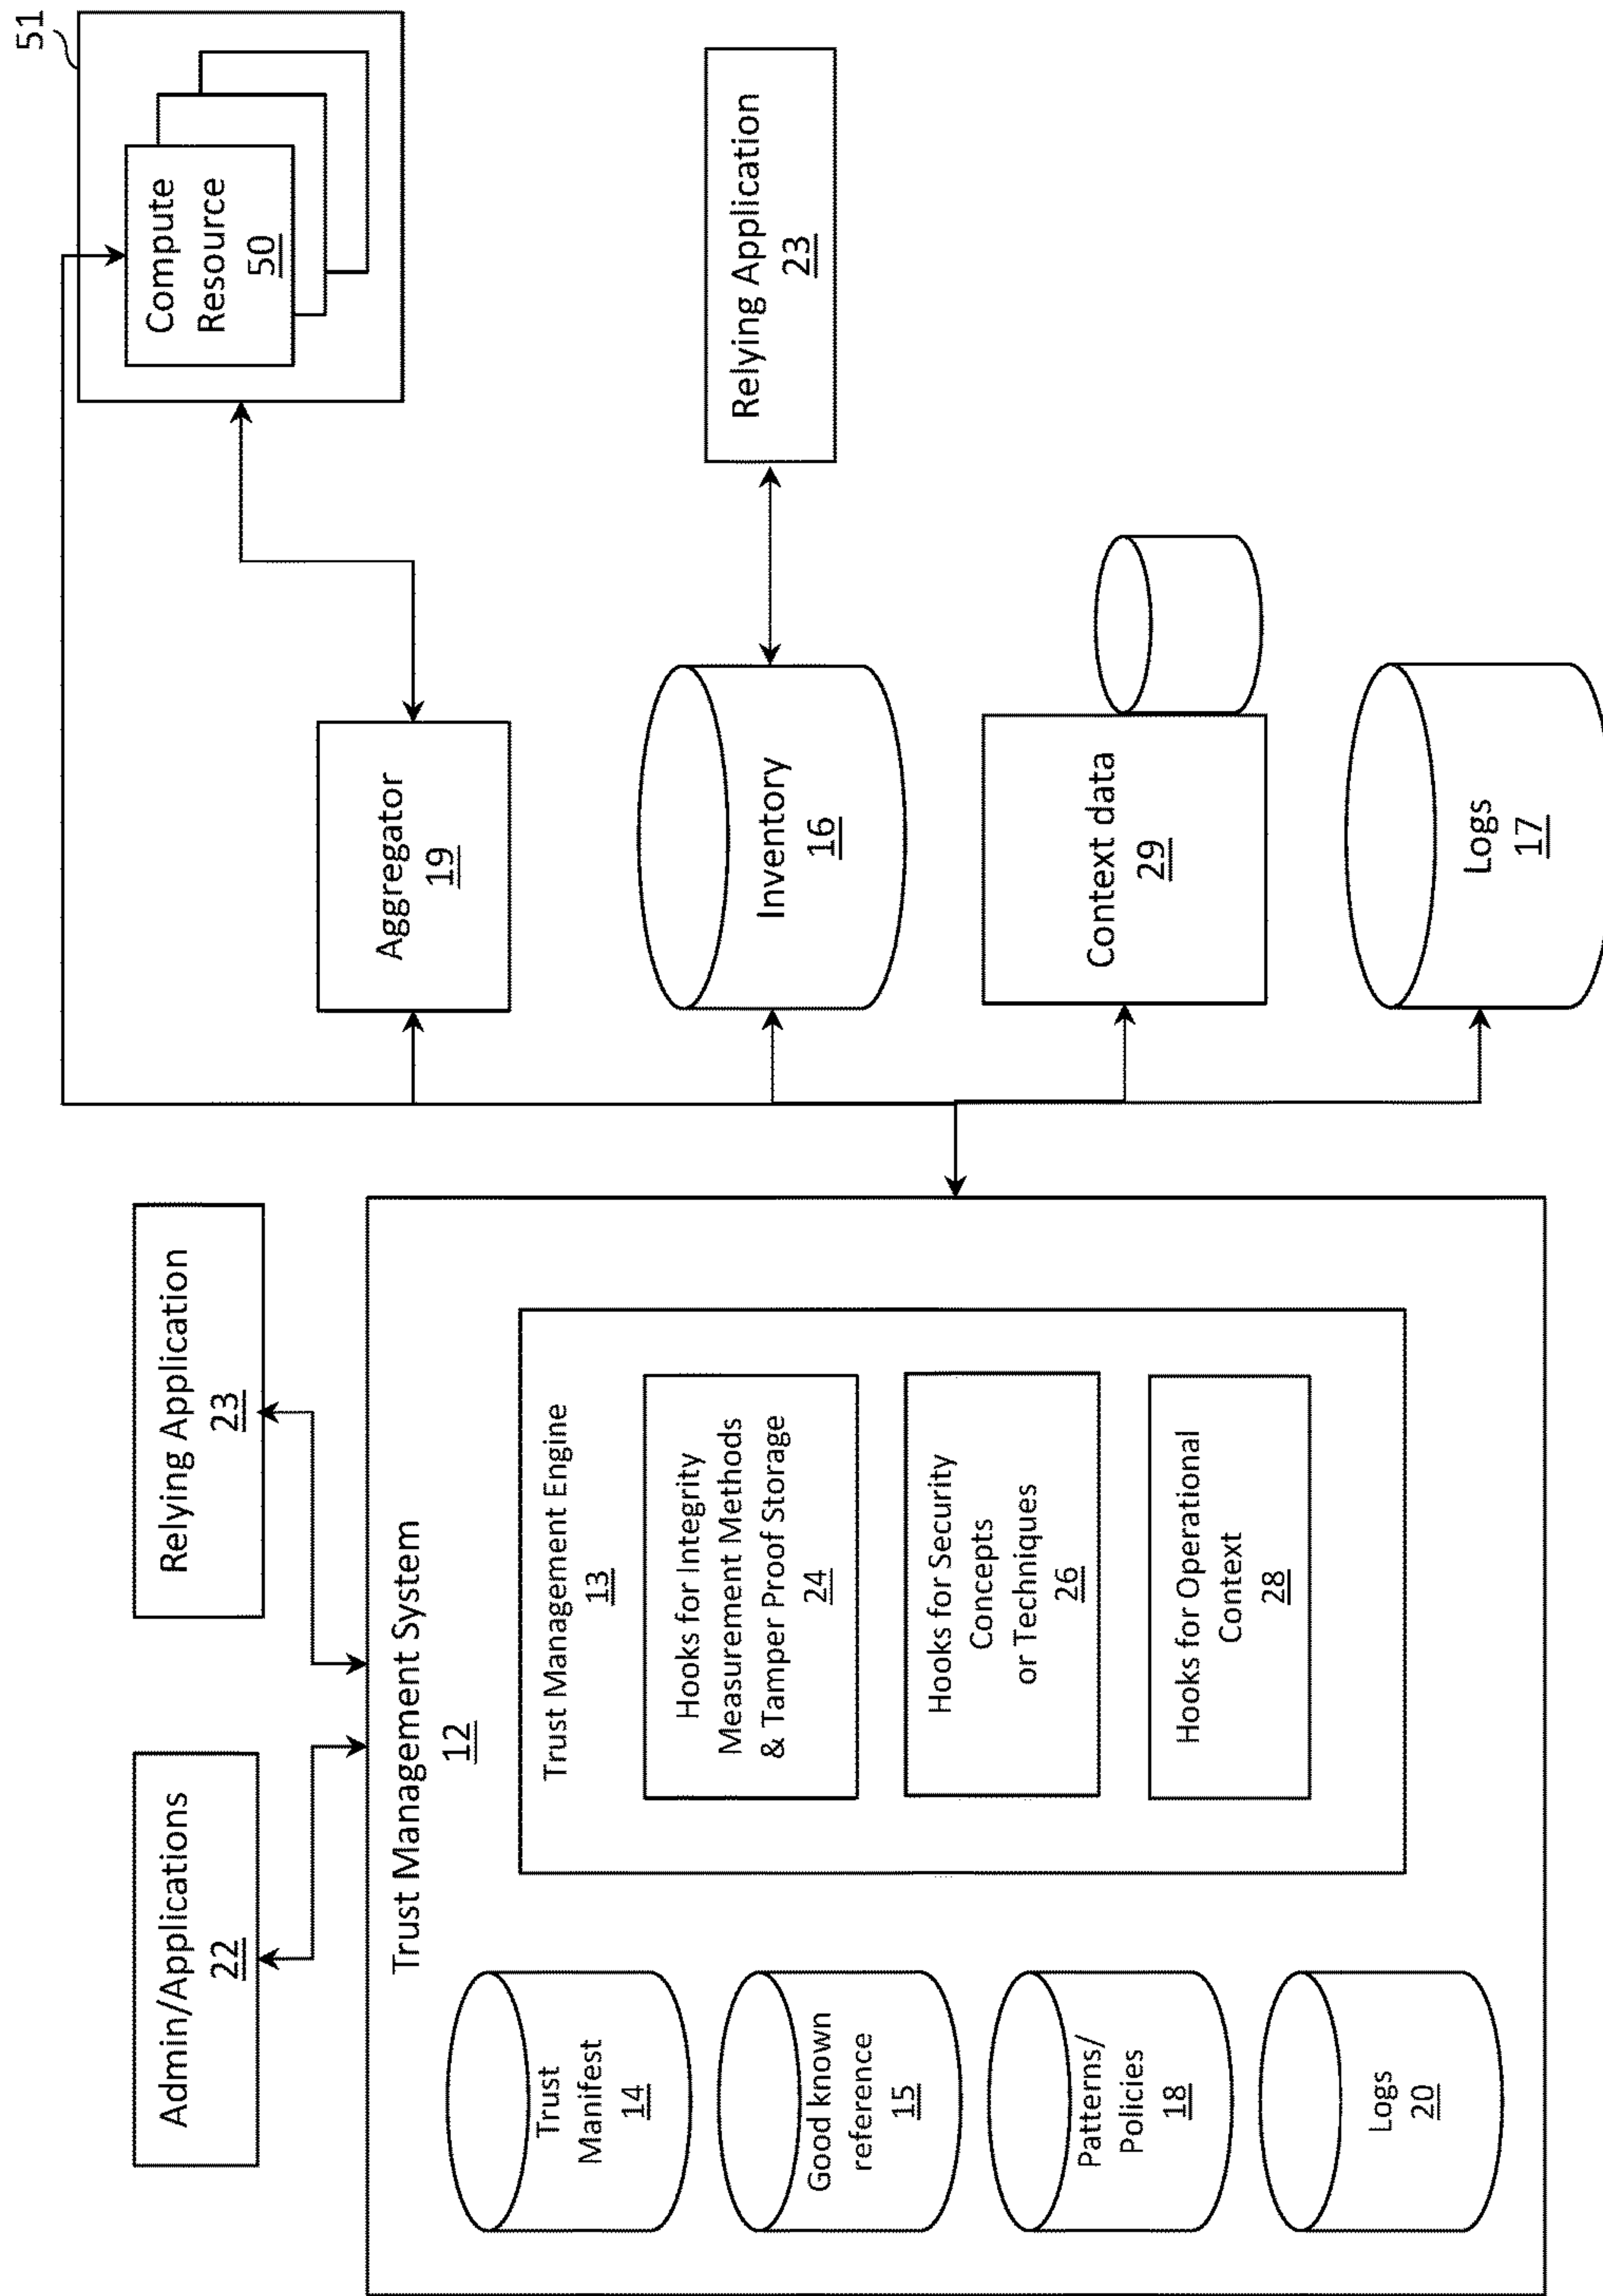 Admin/Applications
22
Relying Application
23
51
Compute
Resource
50
Trust Management System
12
Trust
Manifest
14
Good known
reference
15
Patterns/
Policies
18
Logs
20
Trust Management Engine
13
Hooks for Integrity
Measurement Methods
& Tamper Proof Storage
24
Hooks for Security
Concepts
or Techniques
26
Hooks for Operational
Context
28
Aggregator
19
Inventory
16
Relying Application
23
Context data
29
Logs
17